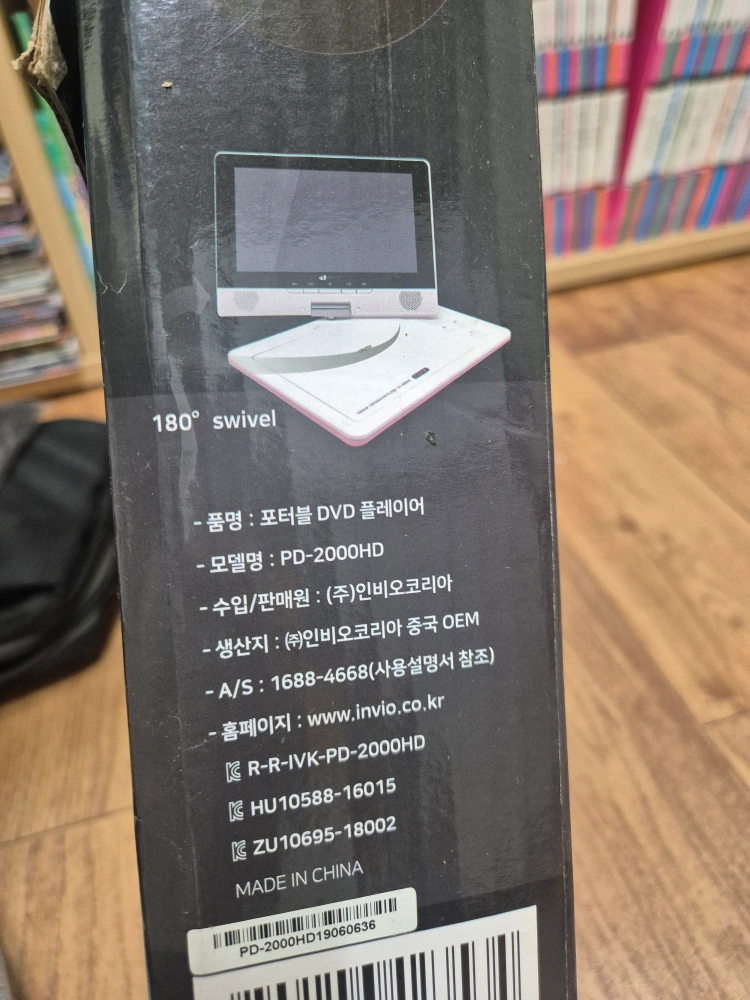 180° swivel
- 품명 : 포터블 DVD 플레이어
- 모델명 : PD-2000HD
- 수입/판매원 : (주)인비오코리아
- 생산지 : ㈜인비오코리아 중국 OEM
- A/S : 1688-4668(사용설명서 참조)
- 홈페이지 : www.invio.co.kr
R-R-IVK-PD-2000HD
HU10588-16015
ZU10695-18002
MADE IN CHINA
PD-2000HD19060636